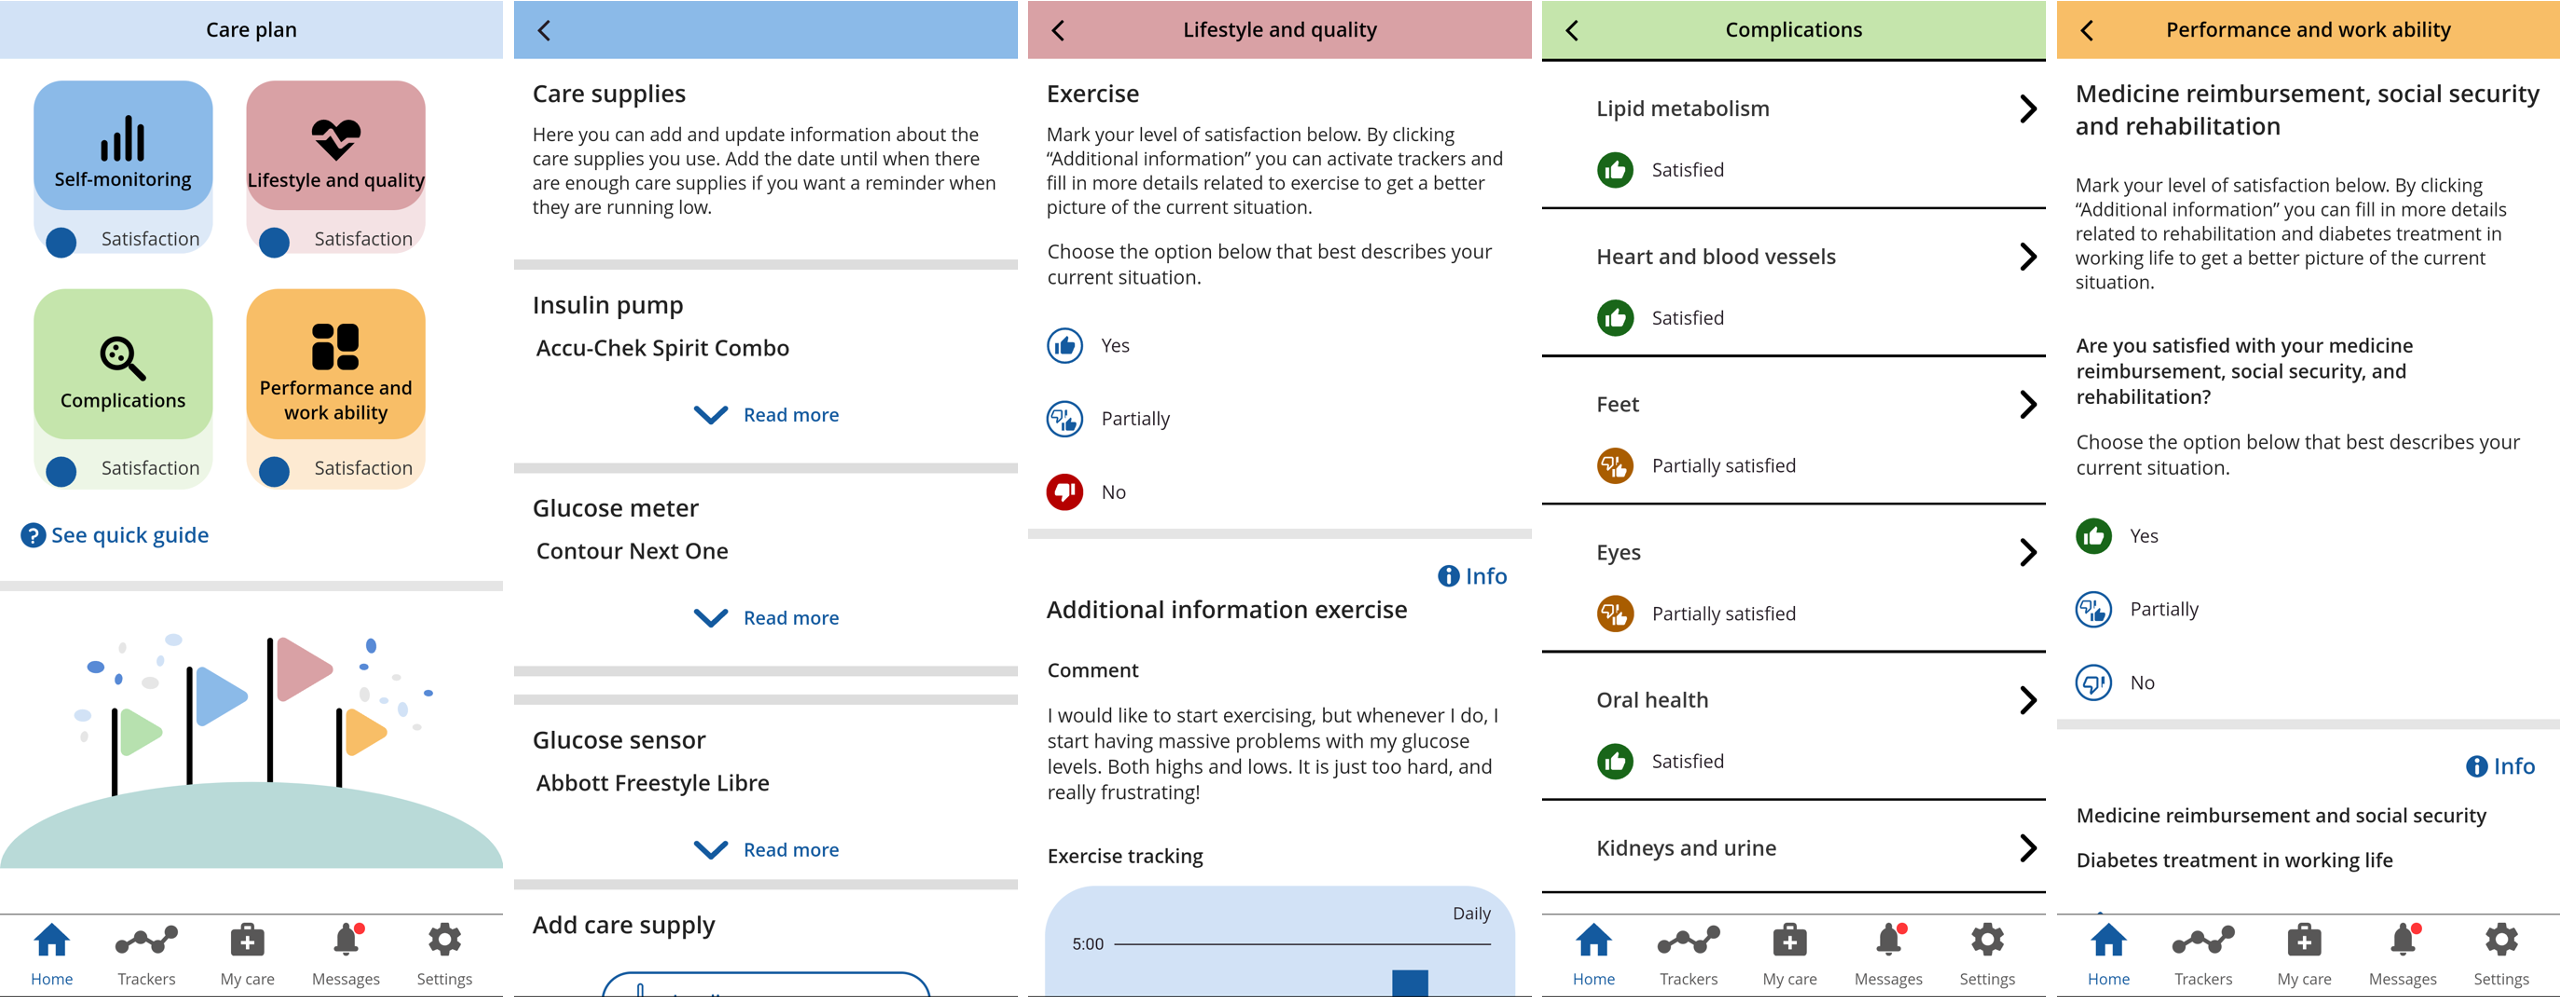 Care plan
Self-monitoring
Lifestyle and quality
Satisfaction
Satisfaction
Complications
Performance and
work ability
Satisfaction
Satisfaction
See quick guide
Home
Trackers
My care
Messages
Settings
Care supplies
Here you can add and update information about the
care supplies you use. Add the date until when there
are enough care supplies if you want a reminder when
they are running low.
Insulin pump
Accu-Chek Spirit Combo
Read more
Glucose meter
Contour Next One
Read more
Glucose sensor
Abbott Freestyle Libre
Read more
Add care supply
Lifestyle and quality
Exercise
Mark your level of satisfaction below. By clicking
“Additional information” you can activate trackers and
fill in more details related to exercise to get a better
picture of the current situation.
Choose the option below that best describes your
current situation.
Yes
Partially
No
Info
Additional information exercise
Comment
I would like to start exercising, but whenever I do, I
start having massive problems with my glucose
levels. Both highs and lows. It is just too hard, and
really frustrating!
Exercise tracking
Daily
5:00
Complications
Lipid metabolism
Satisfied
Heart and blood vessels
Satisfied
Feet
Partially satisfied
Eyes
Partially satisfied
Oral health
Satisfied
Kidneys and urine
Home
Trackers
My care
Messages
Settings
Performance and work ability
Medicine reimbursement, social security
and rehabilitation
Mark your level of satisfaction below. By clicking
“Additional information” you can fill in more details
related to rehabilitation and diabetes treatment in
working life to get a better picture of the current
situation.
Are you satisfied with your medicine
reimbursement, social security, and
rehabilitation?
Choose the option below that best describes your
current situation.
Yes
Partially
No
Info
Medicine reimbursement and social security
Diabetes treatment in working life
Home
Trackers
My care
Messages
Settings